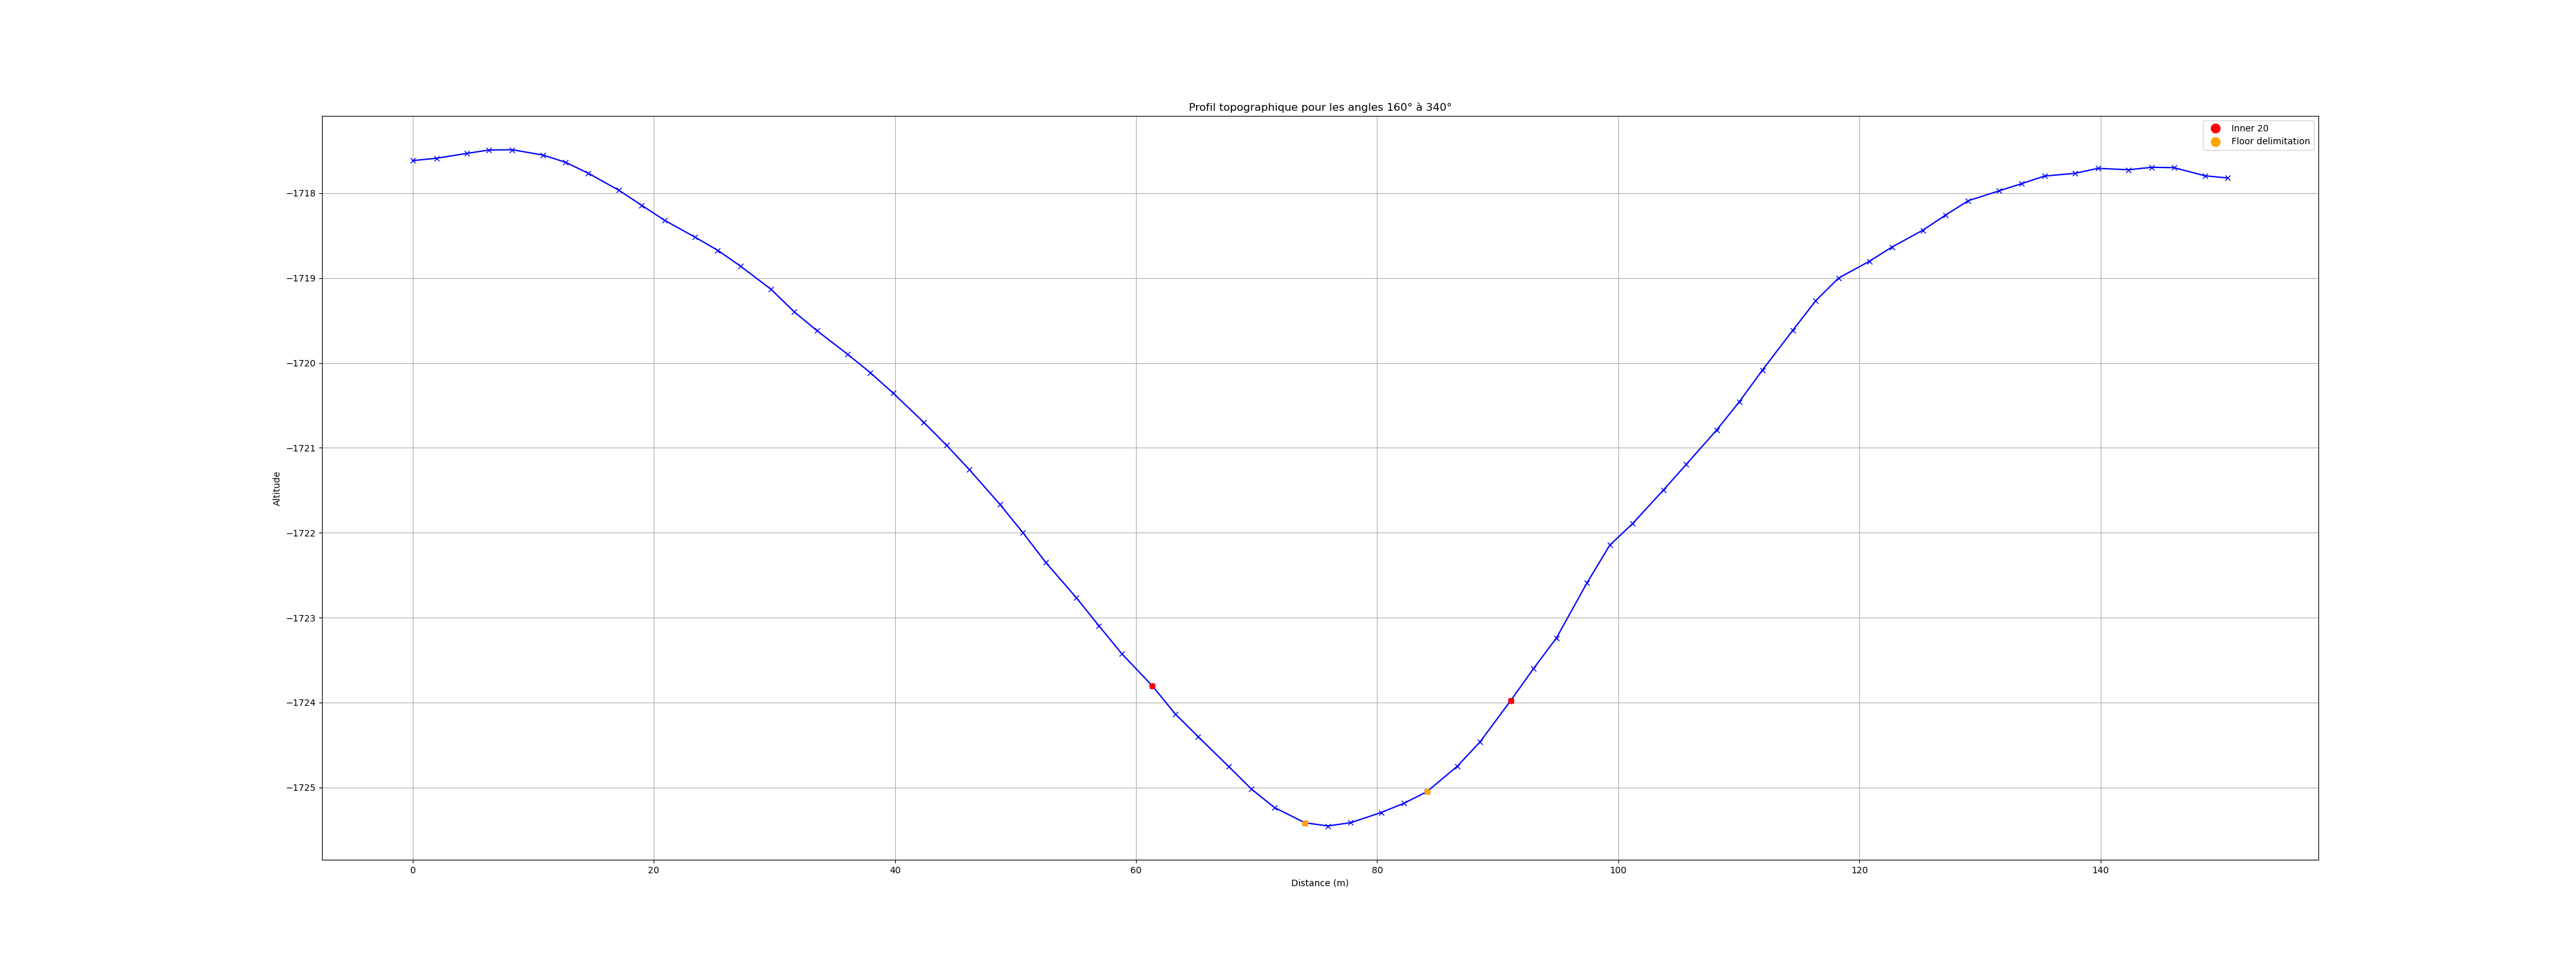 Profil topographique pour les angles 160° à 340°
Inner 20
Floor delimitation
−1718
−1719
−1720
−1721
−1722
−1723
−1724
−1725
Altitude
0 20 40 60 80 100 120 140
Distance (m)